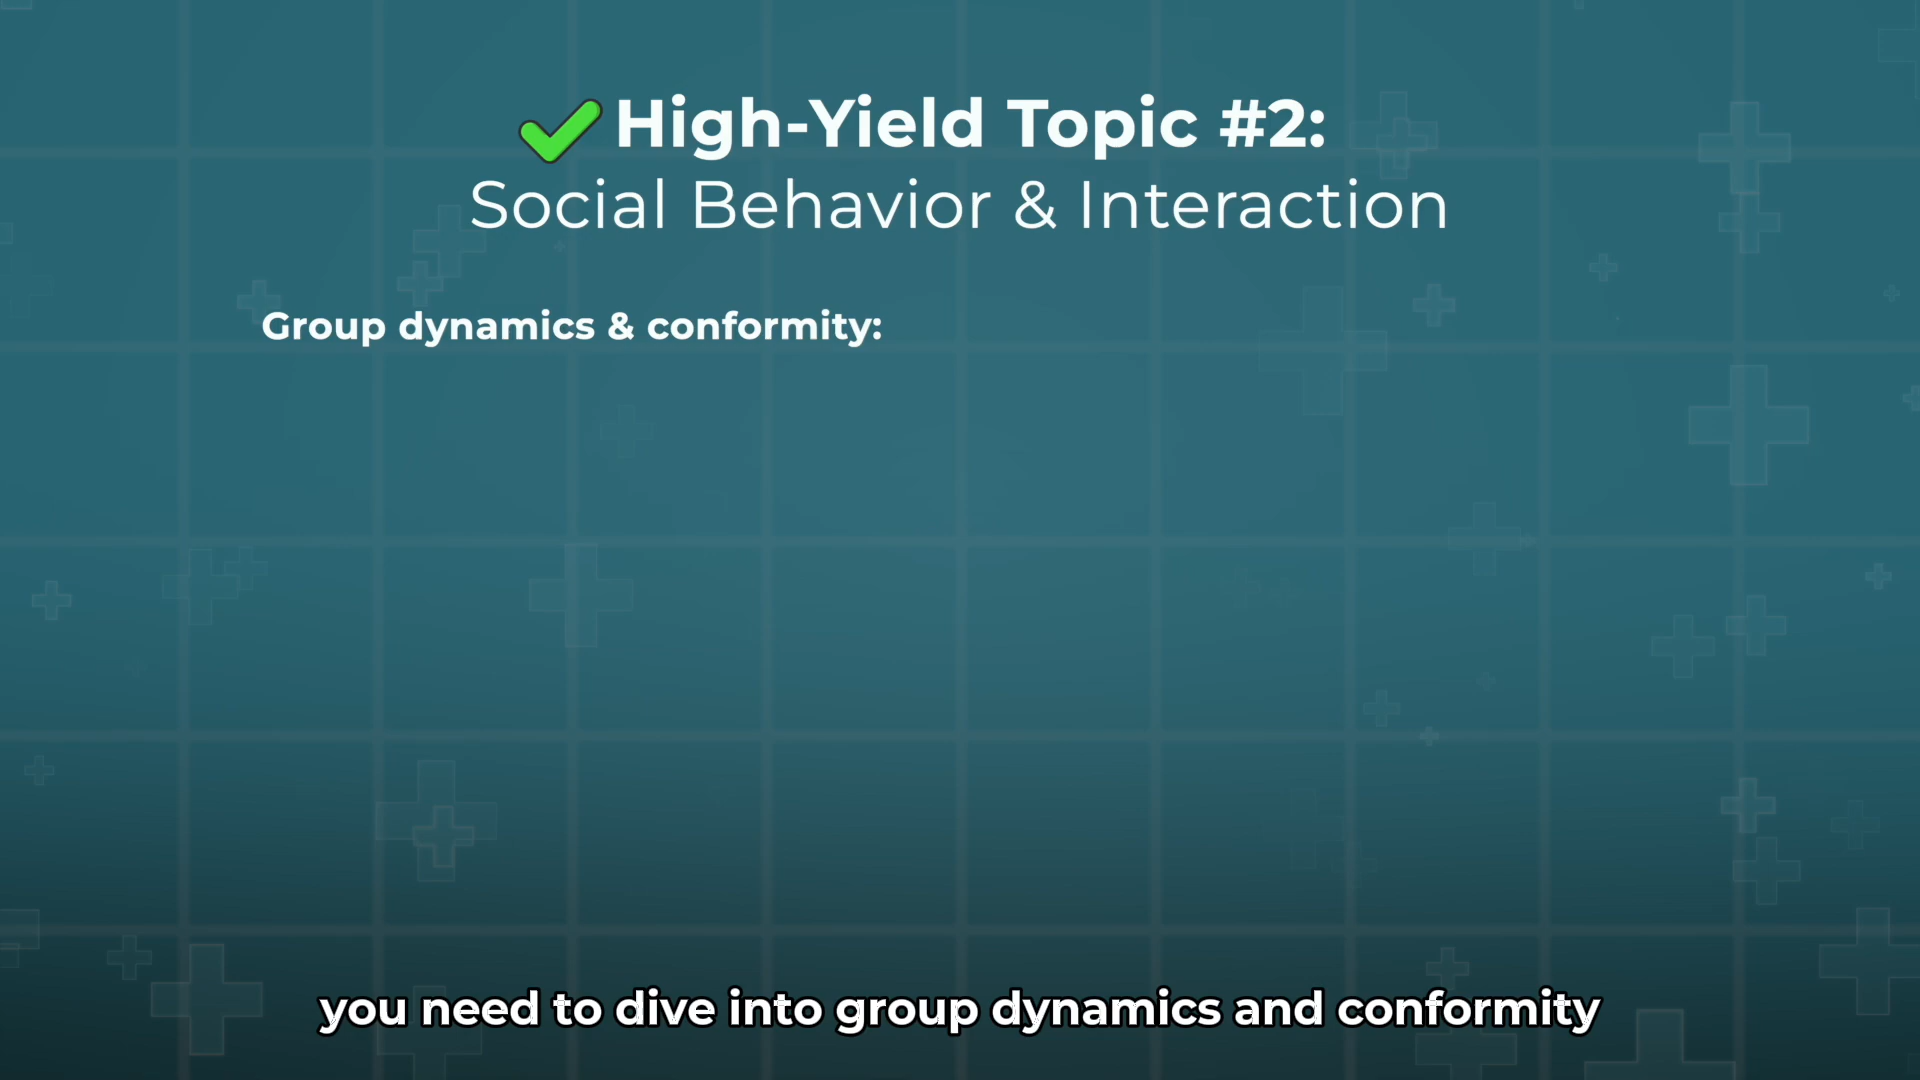 High-Yield Topic #2:
Social Behavior & Interaction
Group dynamics & conformity:
you need to dive into group dynamics and conformity